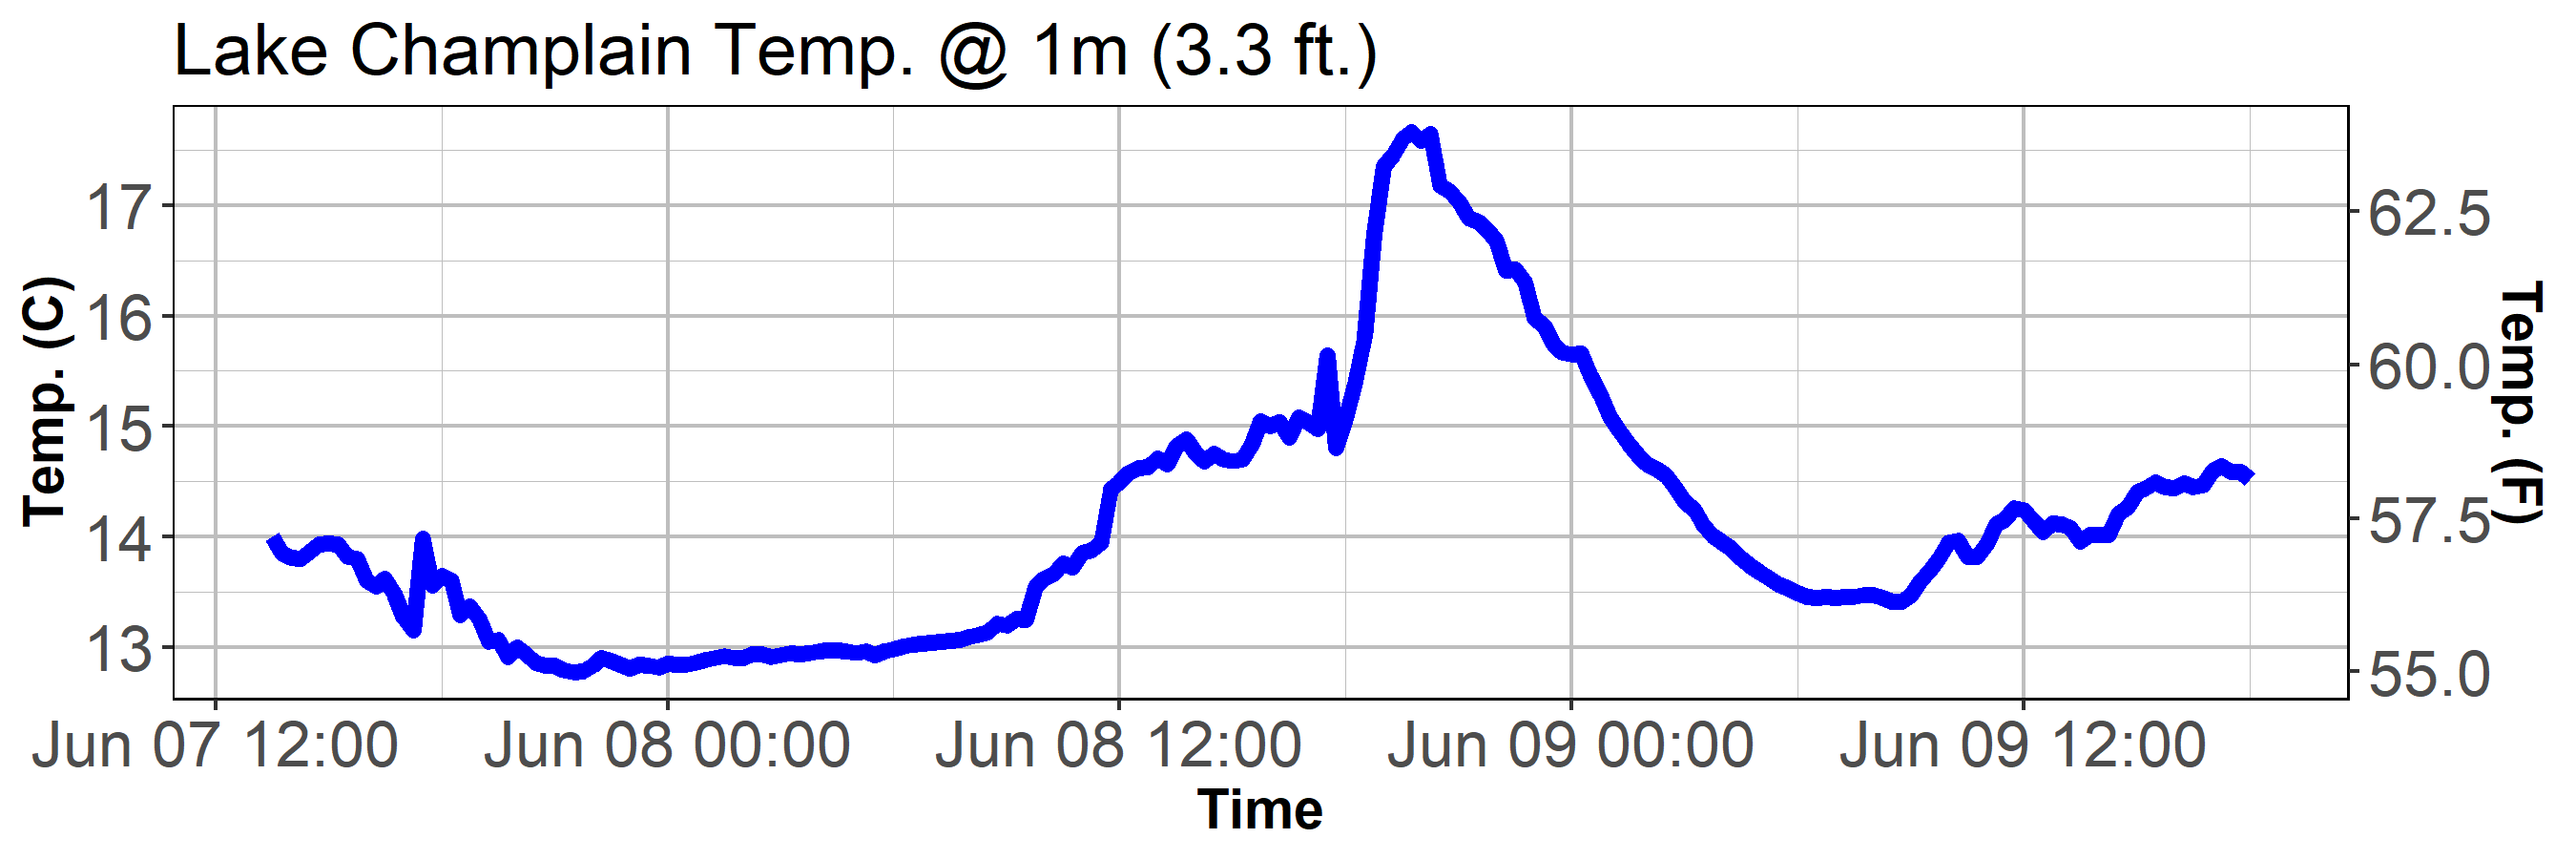 Lake Champlain Temp. @ 1m (3.3 ft.)
Temp. (C)
17
16
15
14
13
62.5
60.0
57.5
55.0
Temp. (F)
Jun 07 12:00 Jun 08 00:00 Jun 08 12:00 Jun 09 00:00 Jun 09 12:00
Time